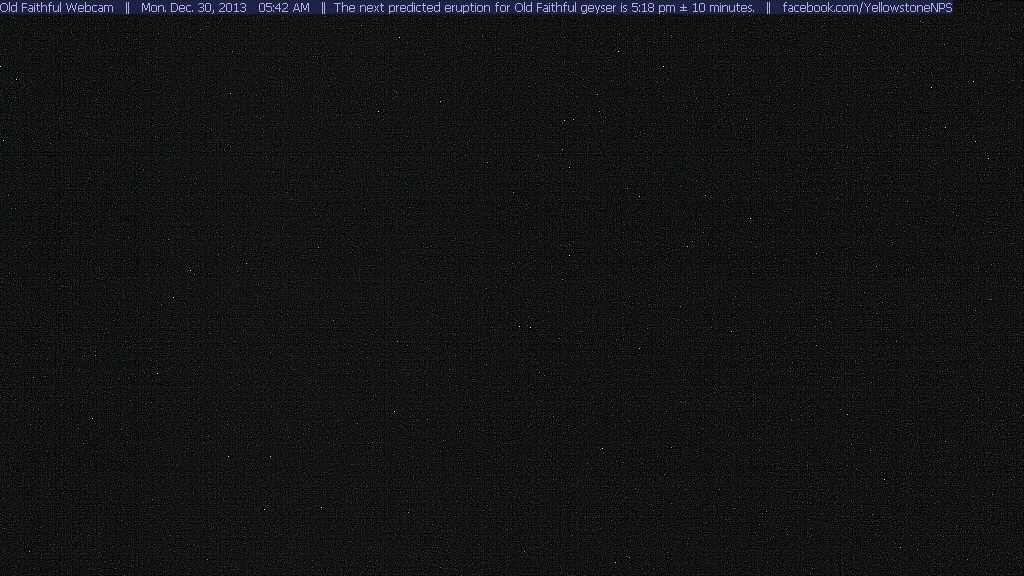 Old Faithful Webcam || Mon. Dec. 30, 2013 05:42 AM || The next predicted eruption for Old Faithful geyser is 5:18 pm ± 10 minutes. || facebook.com/YellowstoneNPS